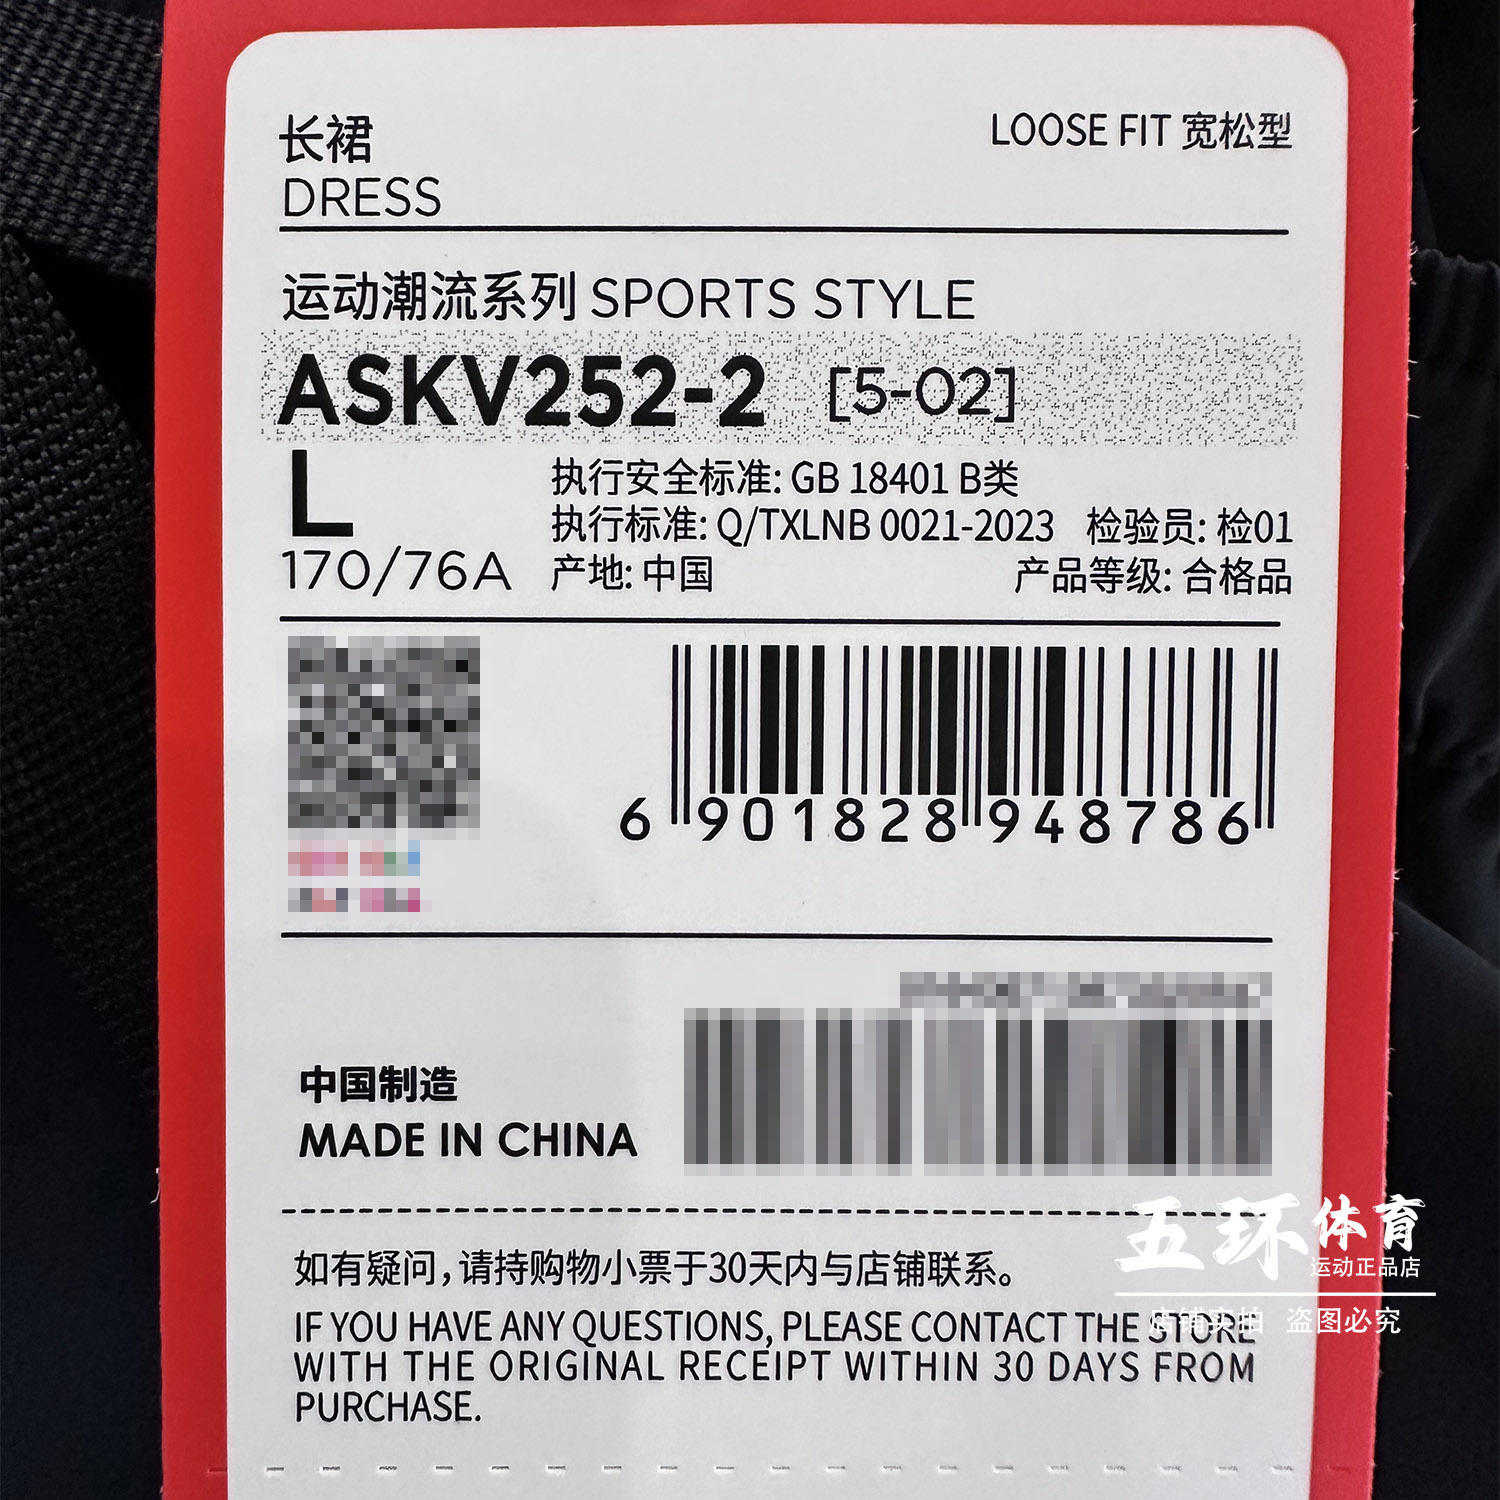 长裙
LOOSE FIT 宽松型
DRESS
运动潮流系列 SPORTS STYLE
ASKV252-2 [5-02]
L
170/76A
执行安全标准: GB 18401 B类
执行标准: Q/TXLNB 0021-2023 检验员: 检01
产地: 中国 产品等级: 合格品
6 901828 948786
中国制造
MADE IN CHINA
五环体育
运动正品店
店铺实拍 盗图必究
如有疑问，请持购物小票于30天内与店铺联系。
IF YOU HAVE ANY QUESTIONS, PLEASE CONTACT THE STORE
WITH THE ORIGINAL RECEIPT WITHIN 30 DAYS FROM
PURCHASE.